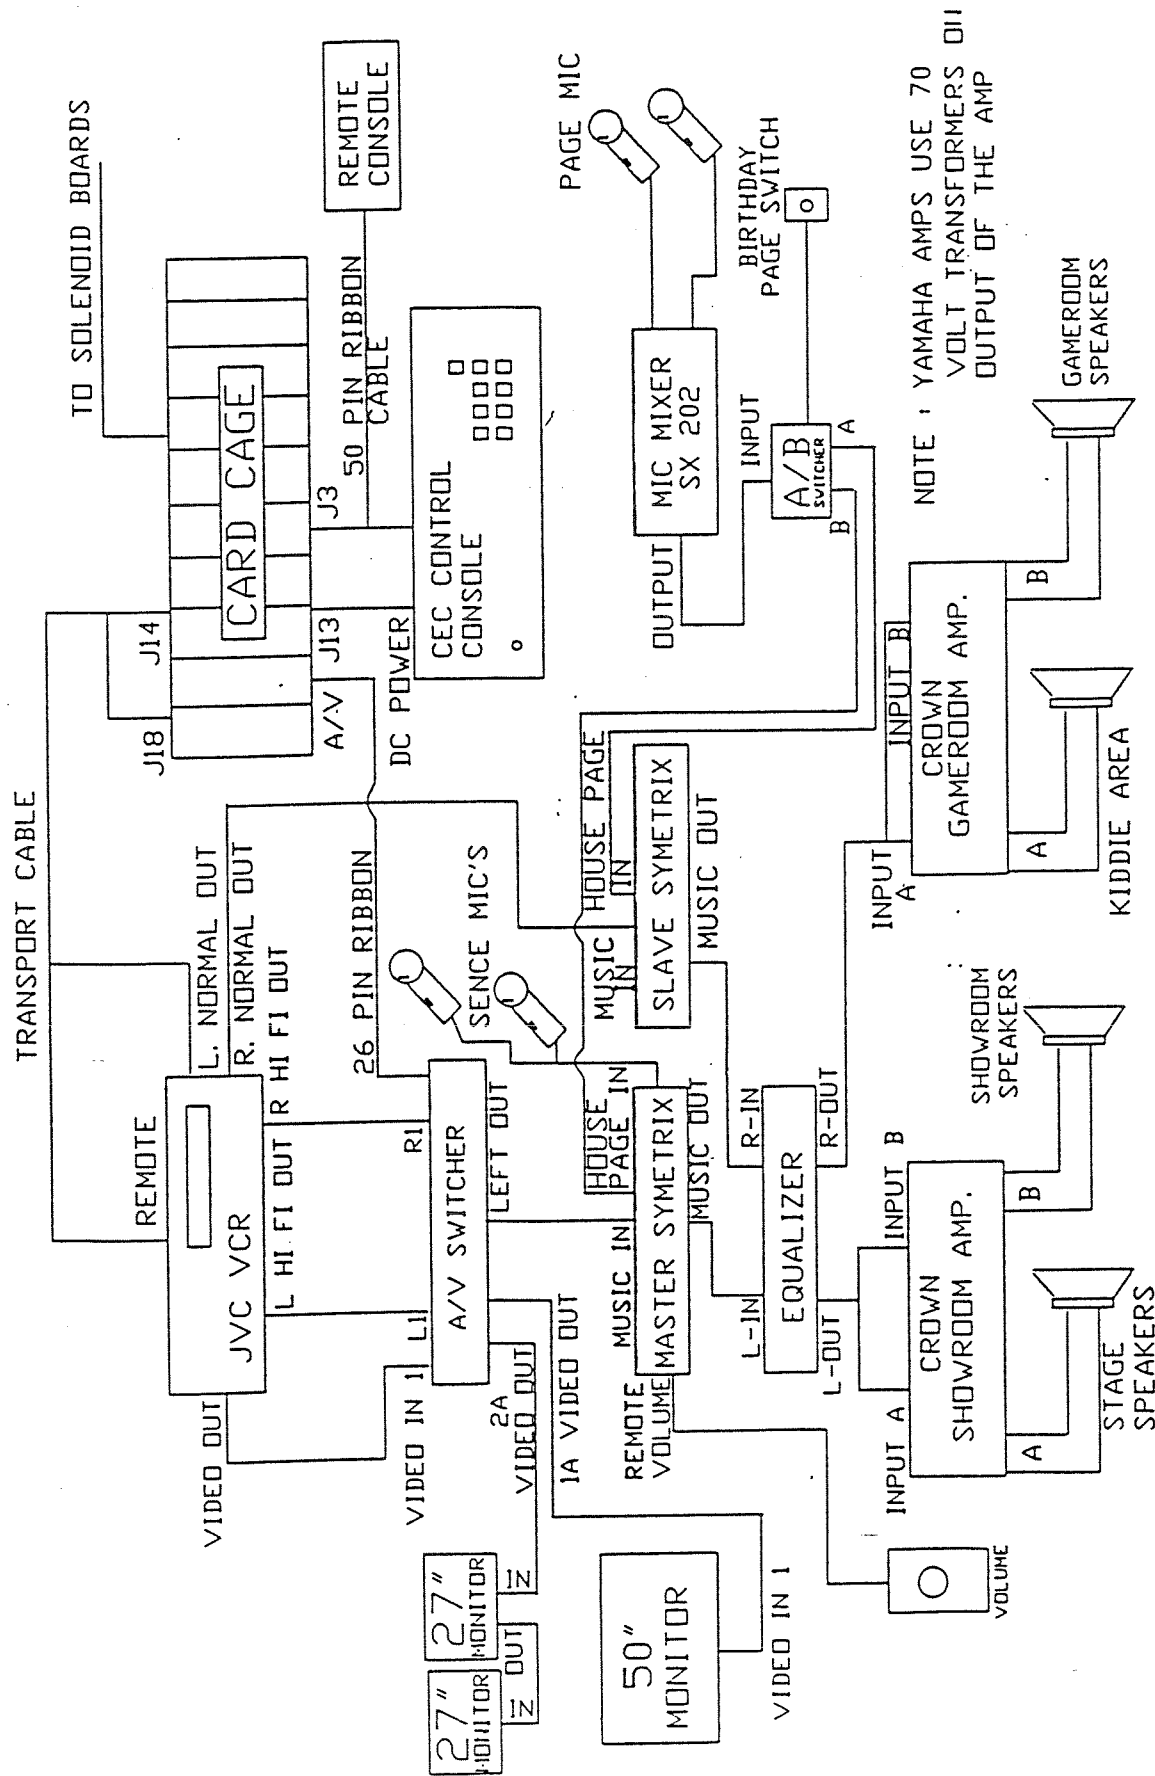 TRANSPORT CABLE
TO SOLENOID BOARDS
REMOTE
JVC VCR
VIDEO OUT
L HI FI OUT
R HI FI OUT
L. NORMAL OUT
R. NORMAL OUT
J18
J14
CARD CAGE
A/V
J13
J3
DC POWER
50 PIN RIBBON
CABLE
REMOTE
CONSOLE
CEC CONTROL
CONSOLE
26 PIN RIBBON
VIDEO IN 1
L1
R1
A/V SWITCHER
2A
VIDEO OUT
1A VIDEO OUT
LEFT OUT
SENCE MIC'S
27"
MONITOR
IN
OUT
27"
MONITOR
IN
50"
MONITOR
VIDEO IN 1
REMOTE
VOLUME
MUSIC IN
HOUSE
PAGE IN
MASTER SYMETRIX
MUSIC OUT
MUSIC
IN
HOUSE PAGE
IN
SLAVE SYMETRIX
MUSIC OUT
PAGE MIC
OUTPUT
MIC MIXER
SX 202
INPUT
BIRTHDAY
PAGE SWITCH
A/B
SWITCHER
B
A
L-IN
R-IN
EQUALIZER
L-OUT
R-OUT
VOLUME
INPUT A
INPUT B
CROWN
SHOWROOM AMP.
A
B
STAGE
SPEAKERS
SHOWROOM
SPEAKERS
INPUT
A
INPUT B
CROWN
GAMEROOM AMP.
A
B
KIDDIE AREA
GAMEROOM
SPEAKERS
NOTE : YAMAHA AMPS USE 70
VOLT TRANSFORMERS ON
OUTPUT OF THE AMP